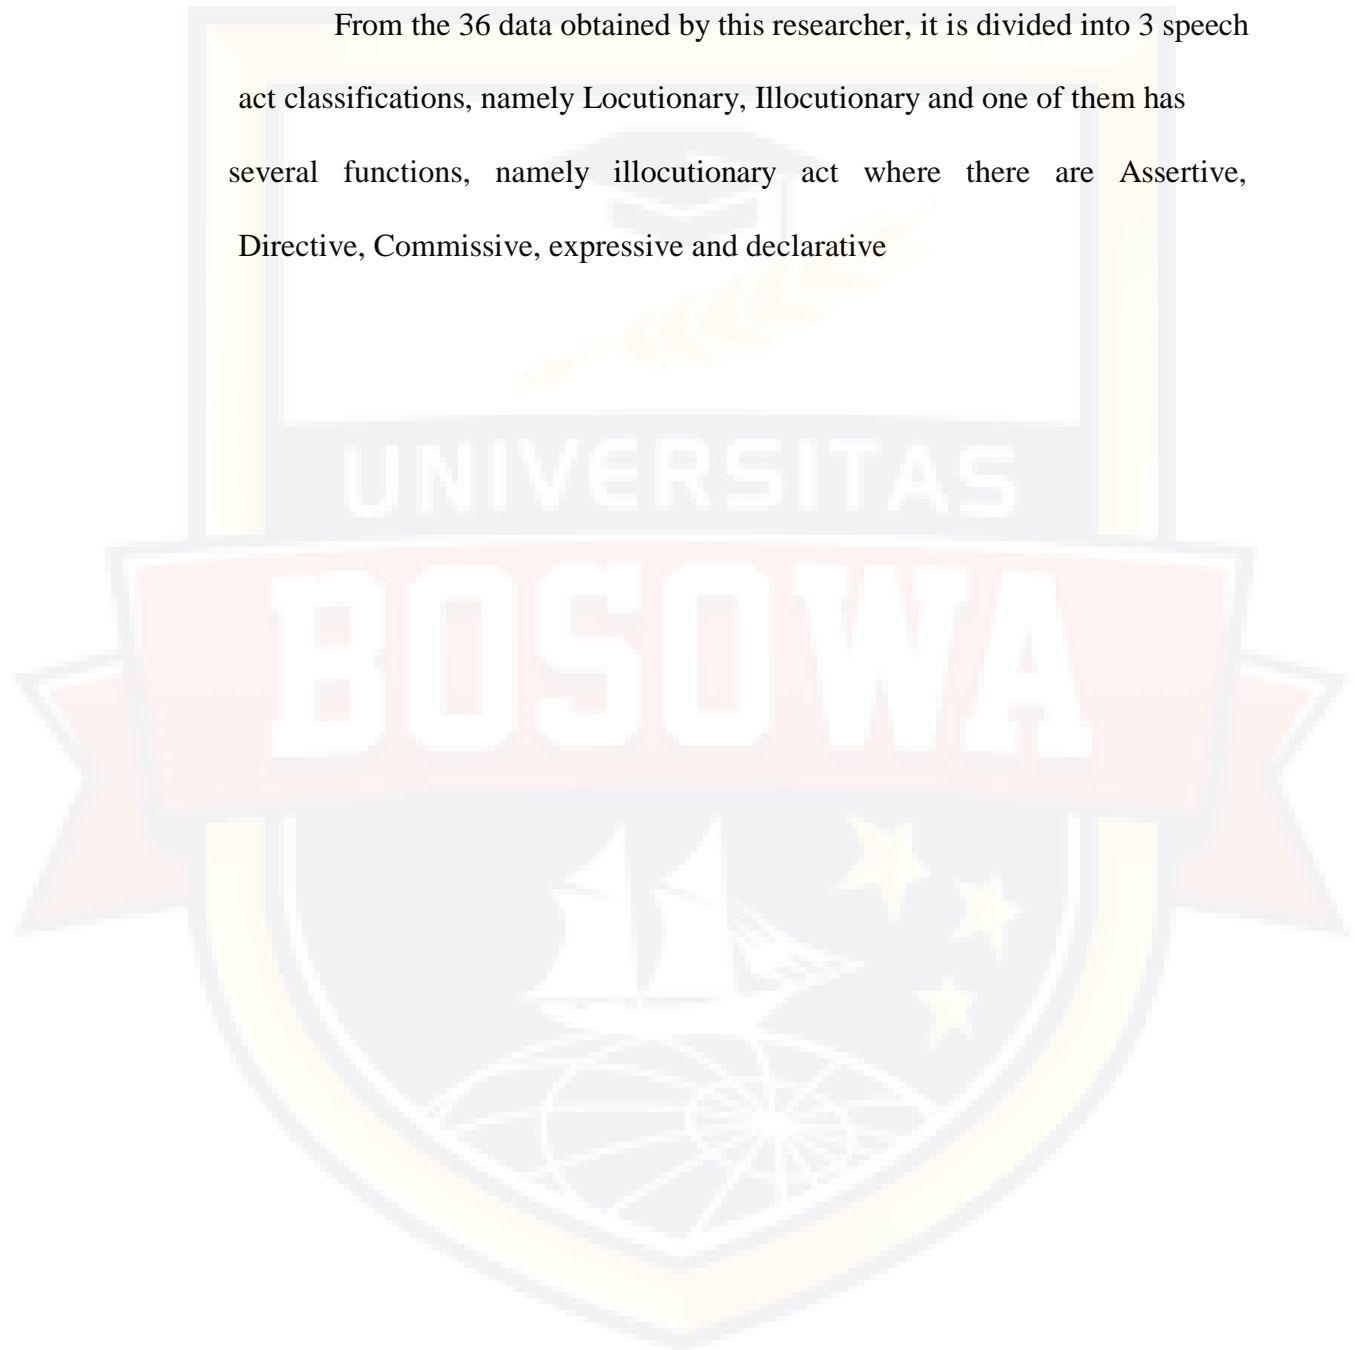 From the 36 data obtained by this researcher, it is divided into 3 speech
act classifications, namely Locutionary, Illocutionary and one of them has
several functions, namely illocutionary act where there are Assertive,
Directive, Commissive, expressive and declarative
UNIVERSITAS
BOSOWA